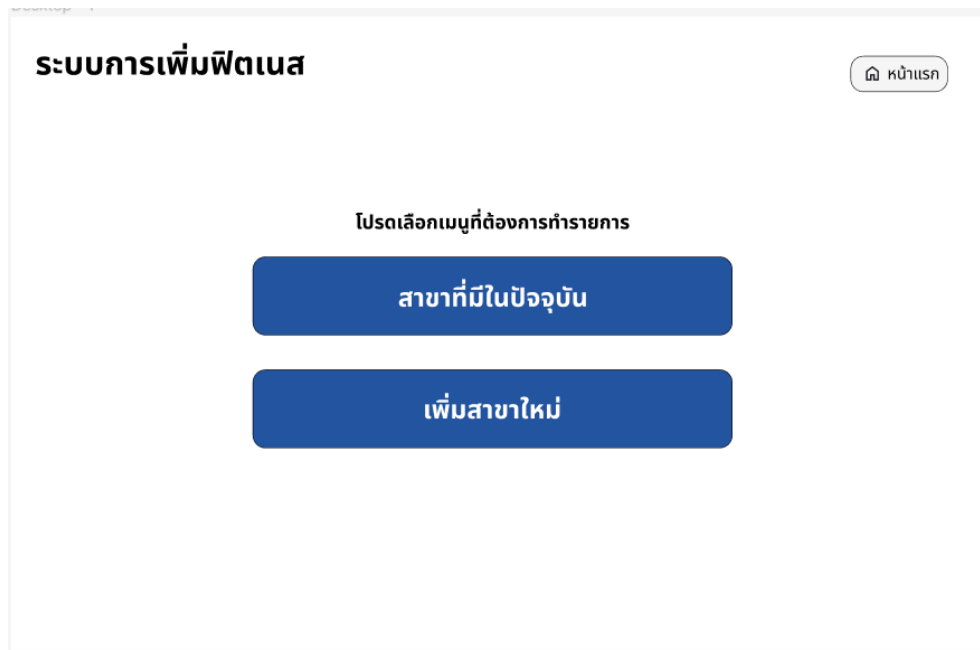 ระบบการเพิ่มฟิตเนส
หน้าแรก
โปรดเลือกเมนูที่ต้องการทำรายการ
สาขาที่มีในปัจจุบัน
เพิ่มสาขาใหม่